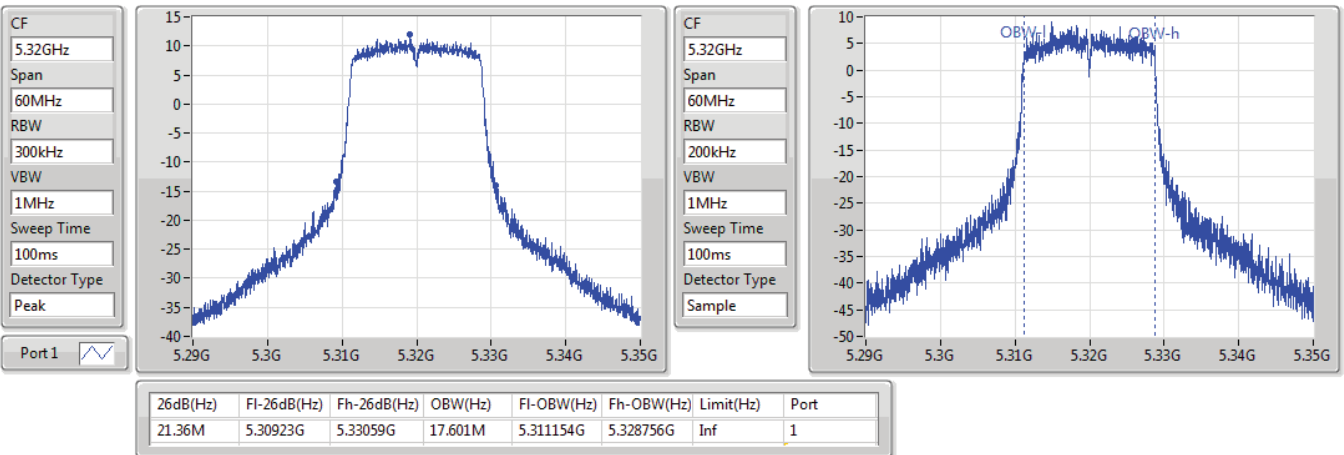 CF
5.32GHz
Span
60MHz
RBW
300kHz
VBW
1MHz
Sweep Time
100ms
Detector Type
Peak
Port 1
15
10
5
0
-5
-10
-15
-20
-25
-30
-35
-40
5.29G 5.3G 5.31G 5.32G 5.33G 5.34G 5.35G
CF
5.32GHz
Span
60MHz
RBW
200kHz
VBW
1MHz
Sweep Time
100ms
Detector Type
Sample
10
5
0
-5
-10
-15
-20
-25
-30
-35
-40
-45
-50
OBW-l OBW-h
5.29G 5.3G 5.31G 5.32G 5.33G 5.34G 5.35G
26dB(Hz) Fl-26dB(Hz) Fh-26dB(Hz) OBW(Hz) Fl-OBW(Hz) Fh-OBW(Hz) Limit(Hz) Port
21.36M 5.30923G 5.33059G 17.601M 5.311154G 5.328756G Inf 1